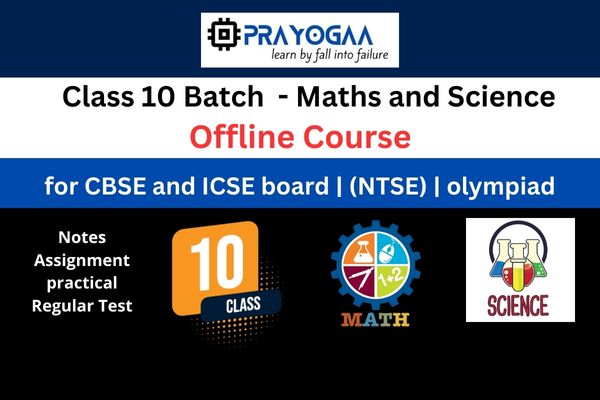 PRAYOGAA
learn by fall into failure
Class 10 Batch - Maths and Science
Offline Course
for CBSE and ICSE board | (NTSE) | olympiad
Notes
Assignment
practical
Regular Test
10
CLASS
1+2
MATH
SCIENCE